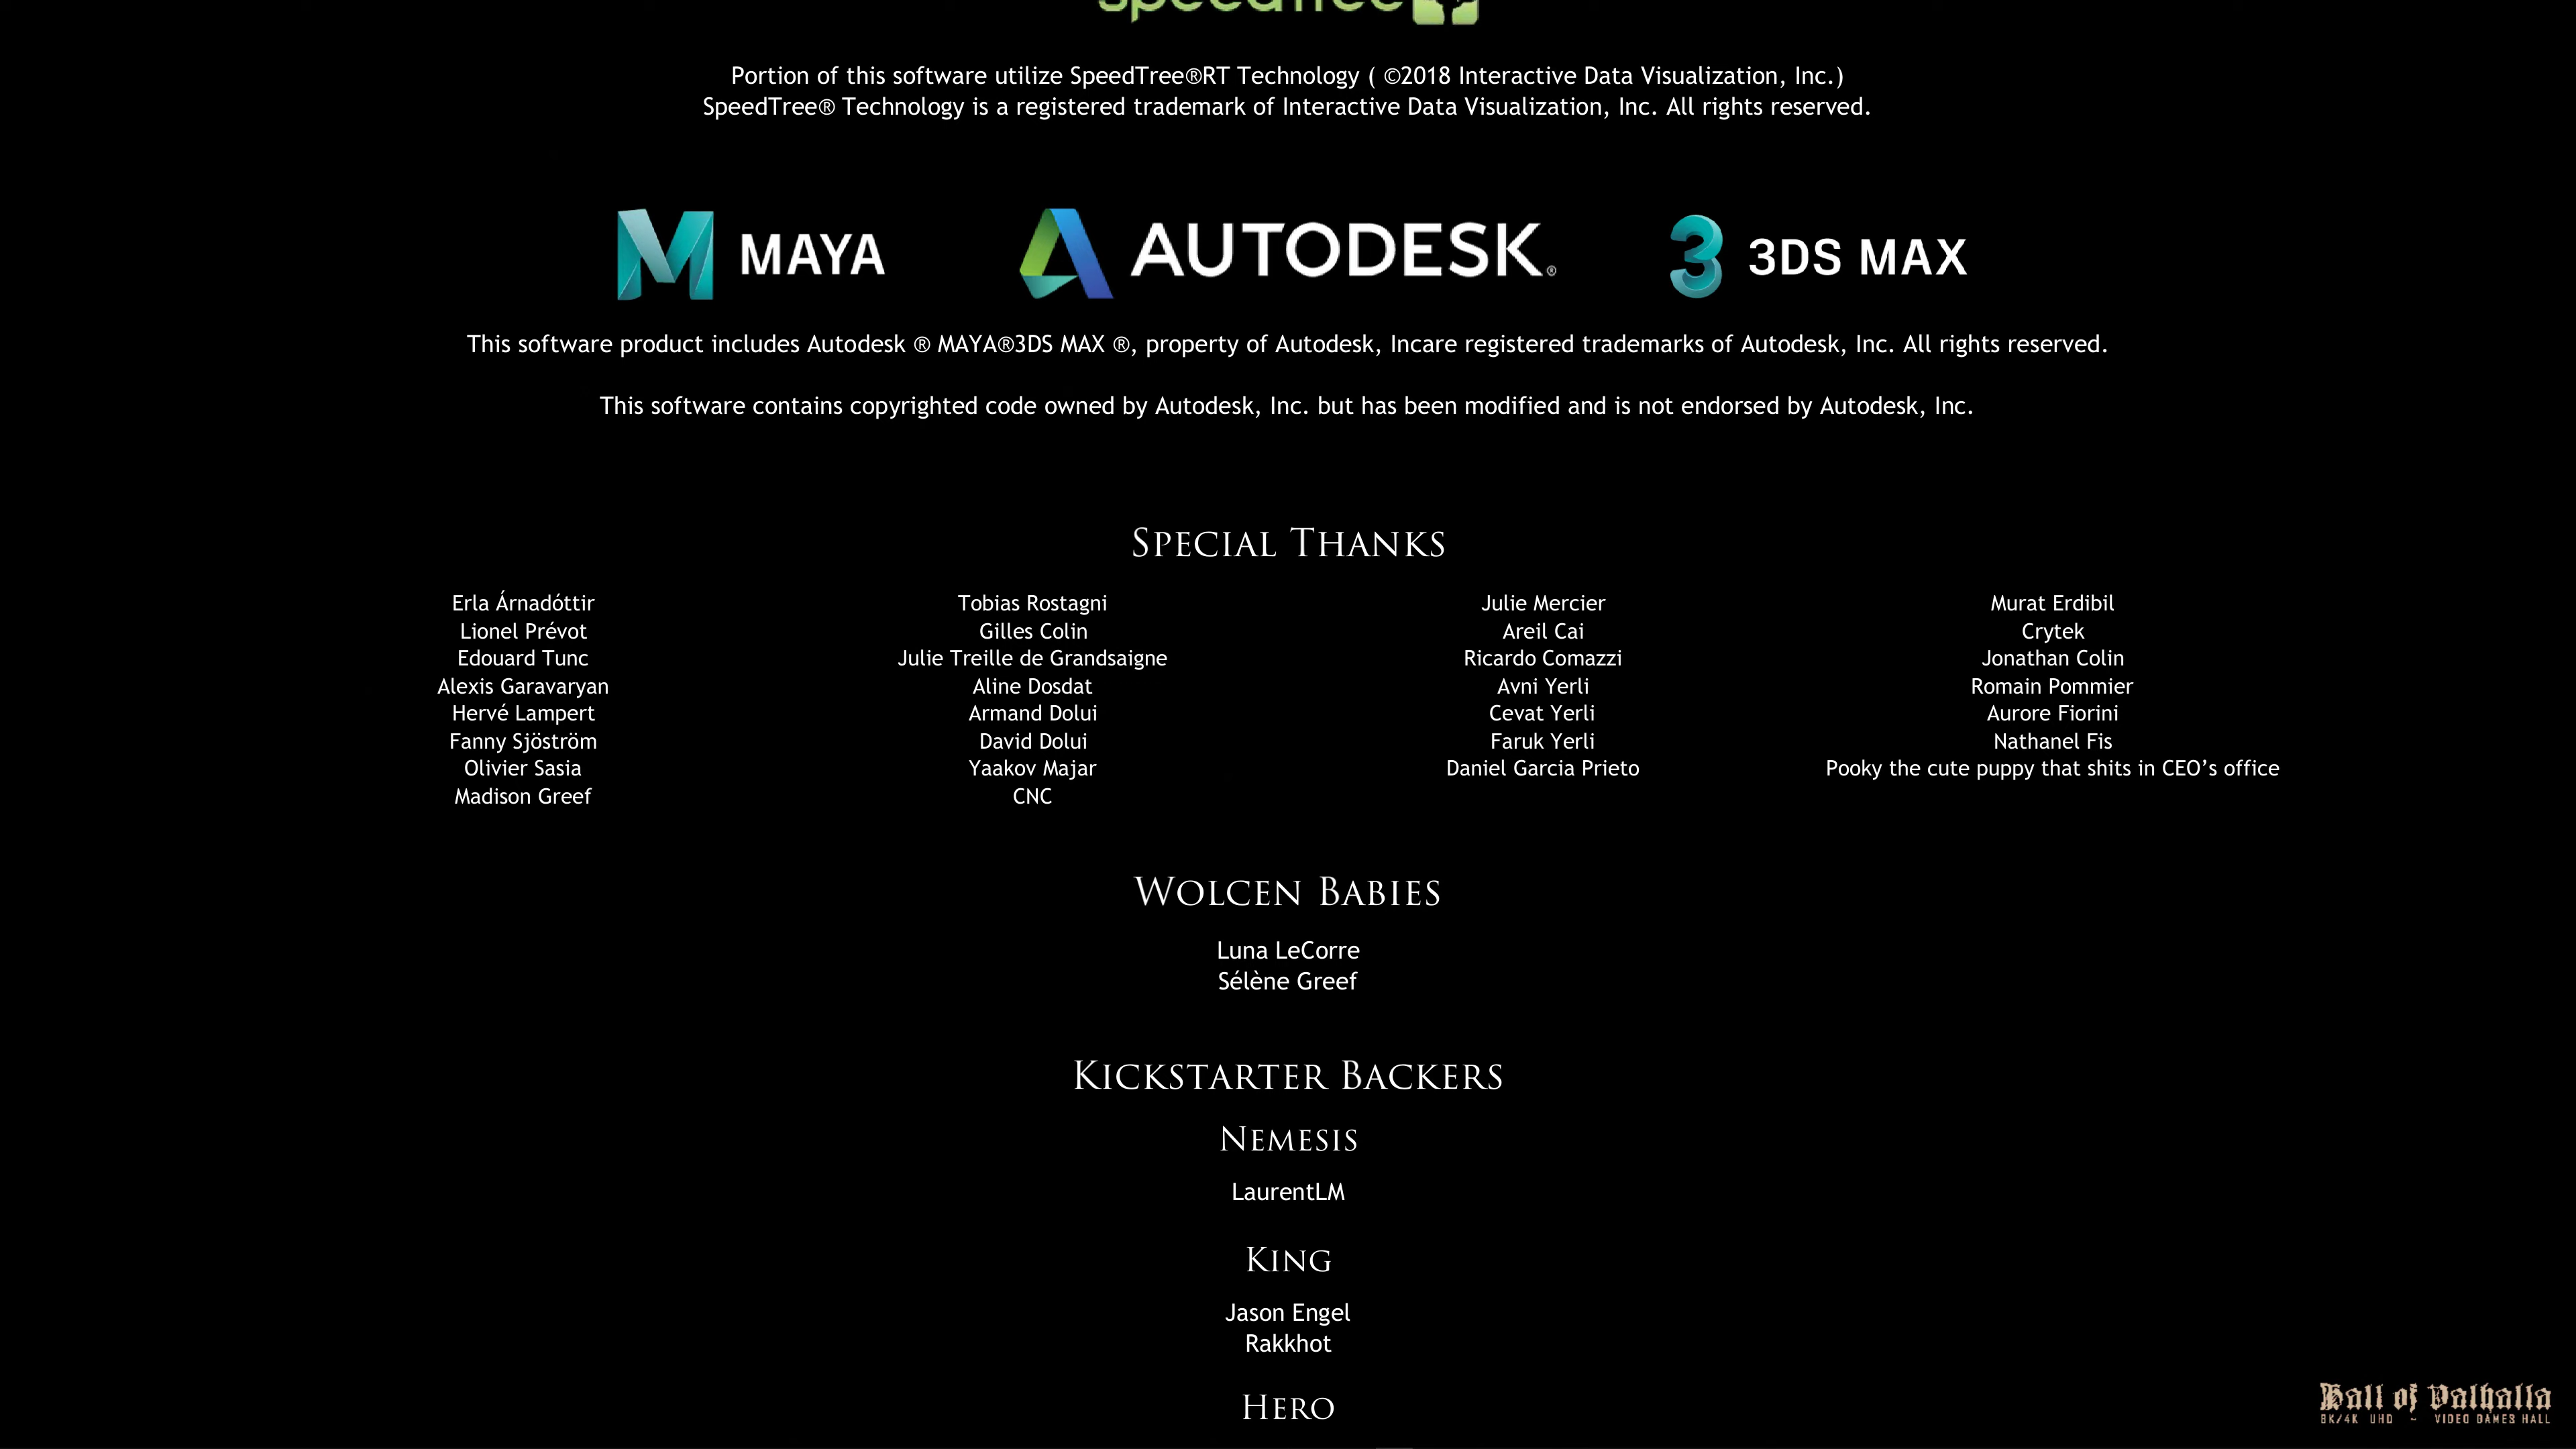 speedtree
Portion of this software utilize SpeedTree®RT Technology ( ©2018 Interactive Data Visualization, Inc.)
SpeedTree® Technology is a registered trademark of Interactive Data Visualization, Inc. All rights reserved.
MAYA
AUTODESK®
3DS MAX
This software product includes Autodesk ® MAYA®3DS MAX ®, property of Autodesk, Incare registered trademarks of Autodesk, Inc. All rights reserved.
This software contains copyrighted code owned by Autodesk, Inc. but has been modified and is not endorsed by Autodesk, Inc.
SPECIAL THANKS
Erla Árnadóttir
Lionel Prévot
Edouard Tunc
Alexis Garavaryan
Hervé Lampert
Fanny Sjöström
Olivier Sasia
Madison Greef
Tobias Rostagni
Gilles Colin
Julie Treille de Grandsaigne
Aline Dosdat
Armand Dolui
David Dolui
Yaakov Majar
CNC
Julie Mercier
Areil Cai
Ricardo Comazzi
Avni Yerli
Cevat Yerli
Faruk Yerli
Daniel Garcia Prieto
Murat Erdibil
Crytek
Jonathan Colin
Romain Pommier
Aurore Fiorini
Nathanel Fis
Pooky the cute puppy that shits in CEO’s office
WOLCEN BABIES
Luna LeCorre
Sélène Greef
KICKSTARTER BACKERS
NEMESIS
LaurentLM
KING
Jason Engel
Rakkhot
HERO
Hall of Valhalla
8K/4K UHD ~ VIDEO GAMES HALL